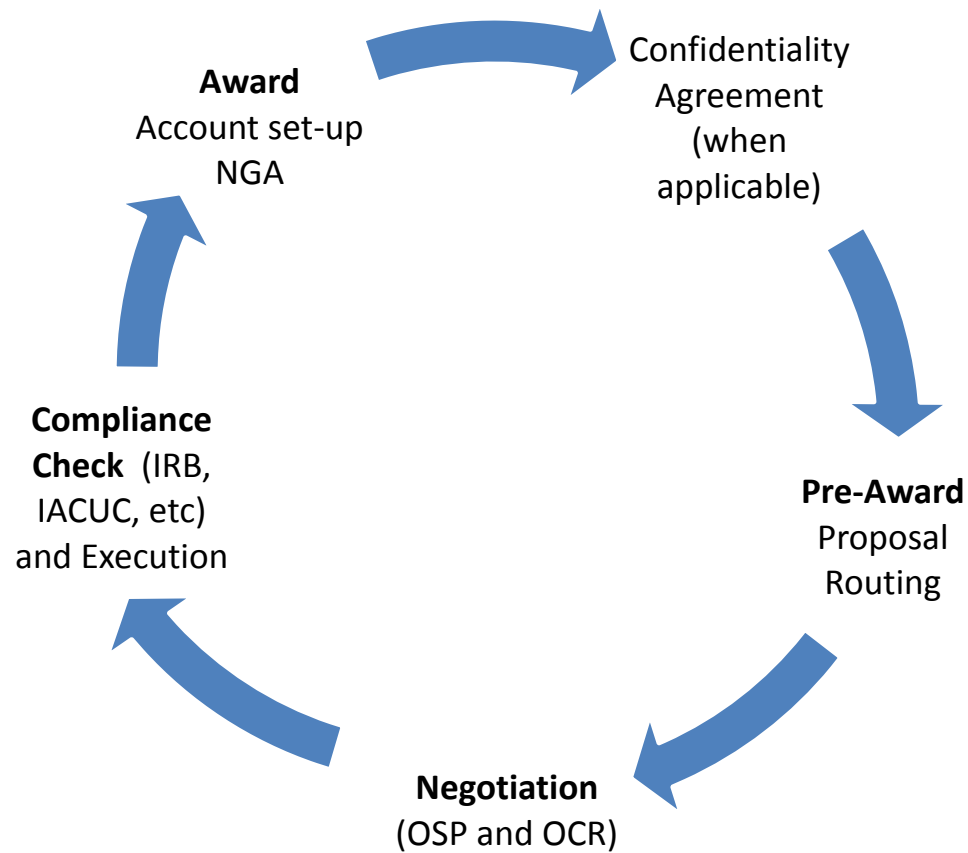 Award
Account set-up
NGA
Confidentiality
Agreement
(when
applicable)
Pre-Award
Proposal
Routing
Negotiation
(OSP and OCR)
Compliance
Check (IRB,
IACUC, etc)
and Execution